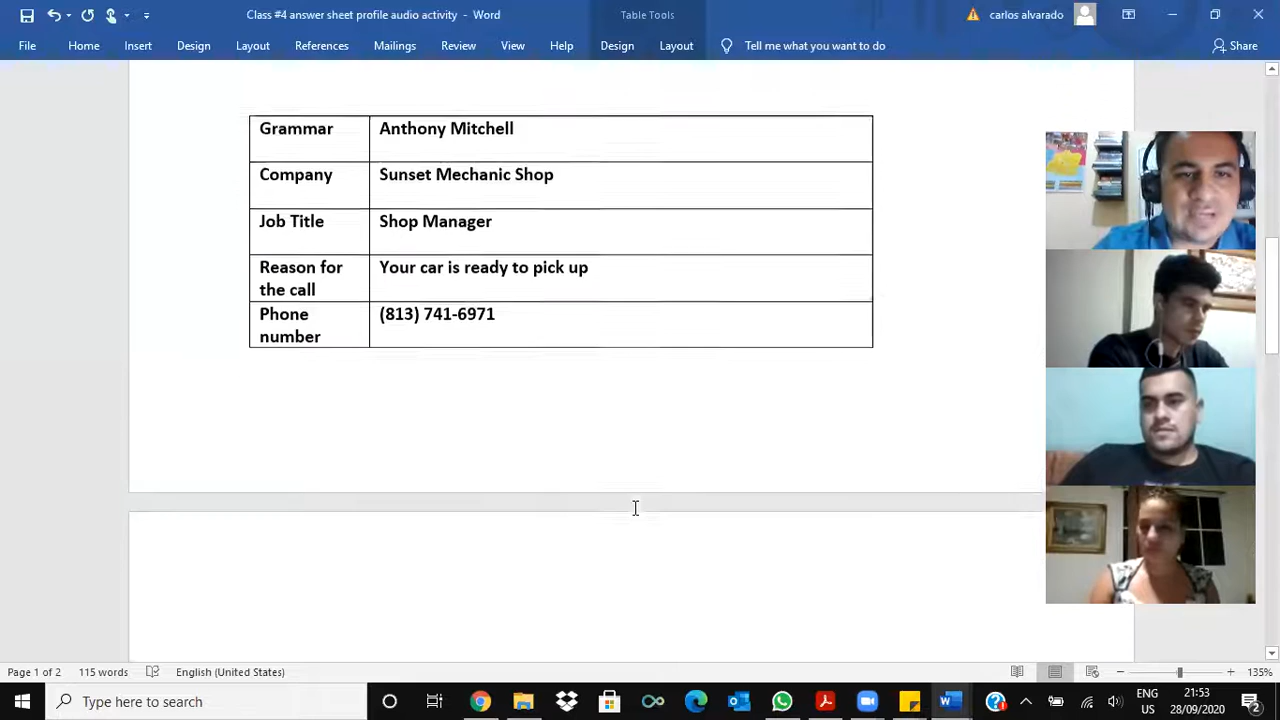 Class #4 answer sheet profile audio activity - Word
Table Tools
carlos alvarado
File Home Insert Design Layout References Mailings Review View Help Design Layout Tell me what you want to do Share
Grammar Anthony Mitchell
Company Sunset Mechanic Shop
Job Title Shop Manager
Reason for the call Your car is ready to pick up
Phone number (813) 741-6971
Page 1 of 2 115 words English (United States) 135%
Type here to search
ENG
US
21:53
28/09/2020
2